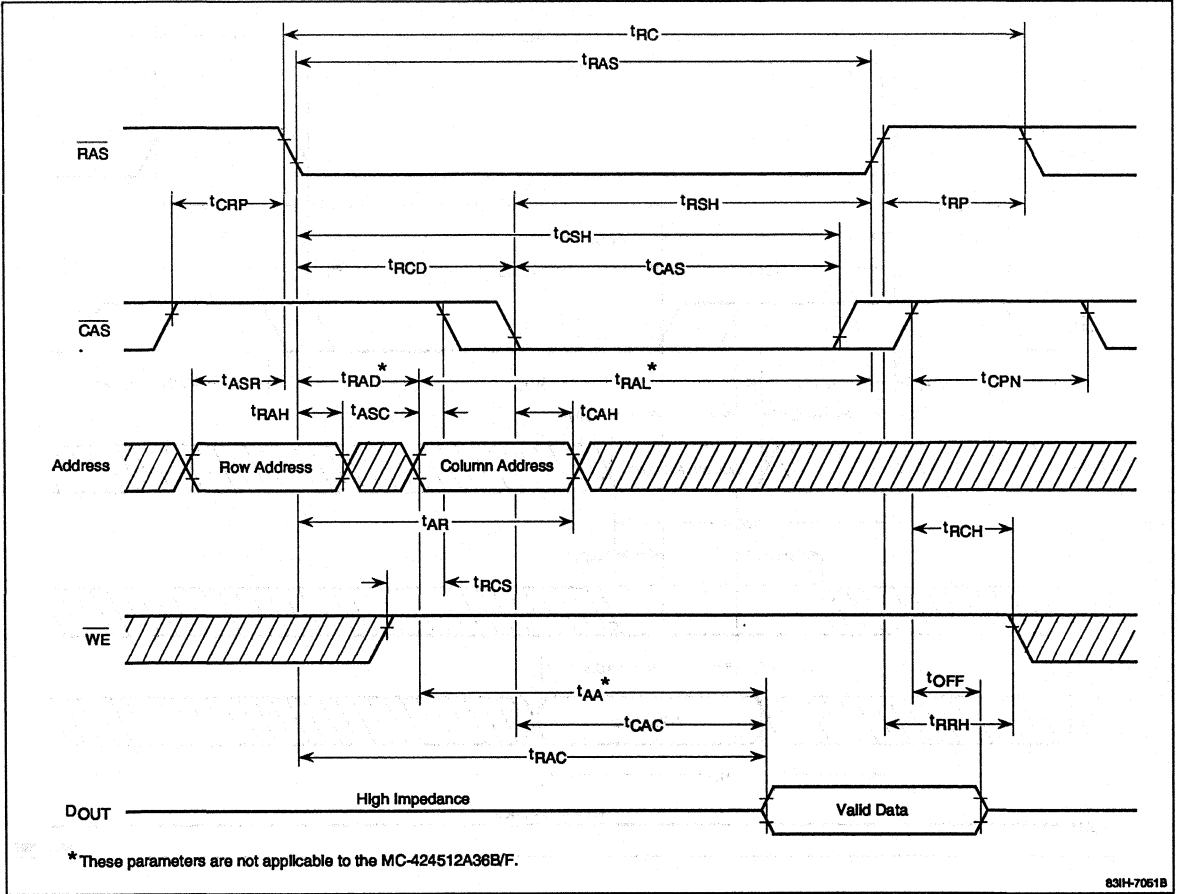 tRC
tRAS
RAS
tCRP
tRSH
tRP
tCSH
tRCD
tCAS
CAS
tASR
tRAD*
tRAL*
tCPN
tRAH
tASC
tCAH
Address
Row Address
Column Address
tAR
tRCH
tRCS
WE
tAA*
tOFF
tCAC
tRRH
tRAC
High Impedance
DOUT
Valid Data
*These parameters are not applicable to the MC-424512A36B/F.
83IH-7051B